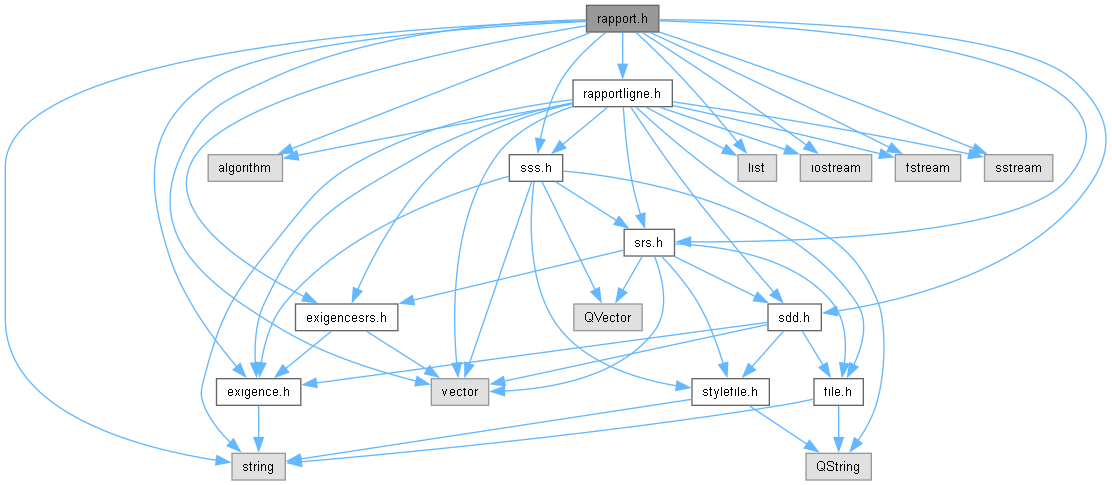 rapport.h
rapportligne.h
algorithm
sss.h
list
iostream
fstream
sstream
srs.h
exigencesrs.h
QVector
sdd.h
exigence.h
vector
stylefile.h
file.h
string
QString